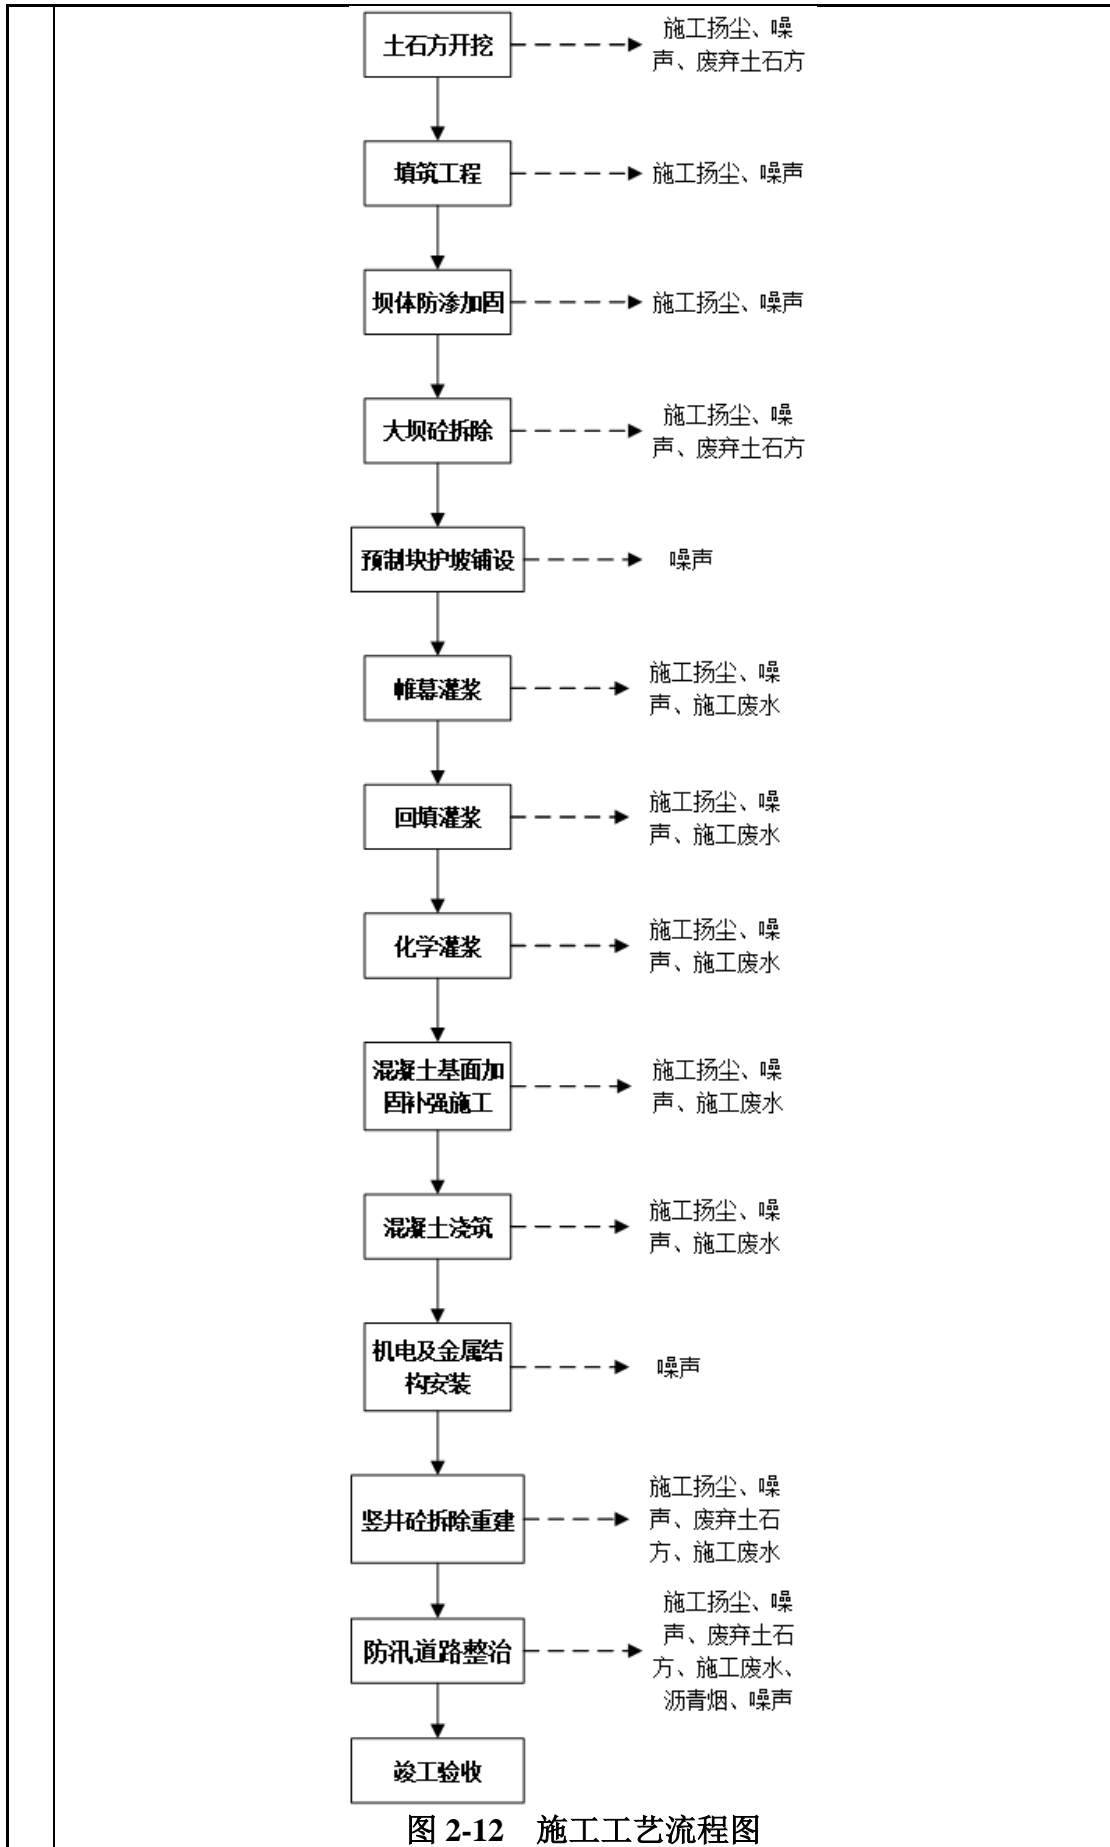 土石方开挖
施工扬尘、噪
声、废弃土石方
填筑工程
施工扬尘、噪声
坝体防渗加固
施工扬尘、噪声
大坝砼拆除
施工扬尘、噪
声、废弃土石方
预制块护坡铺设
噪声
帷幕灌浆
施工扬尘、噪
声、施工废水
回填灌浆
施工扬尘、噪
声、施工废水
化学灌浆
施工扬尘、噪
声、施工废水
混凝土基面加
固补强施工
施工扬尘、噪
声、施工废水
混凝土浇筑
施工扬尘、噪
声、施工废水
机电及金属结
构安装
噪声
竖井砼拆除重建
施工扬尘、噪
声、废弃土石
方、施工废水
防汛道路整治
施工扬尘、噪
声、废弃土石
方、施工废水、
沥青烟、噪声
竣工验收
图 2-12 施工工艺流程图